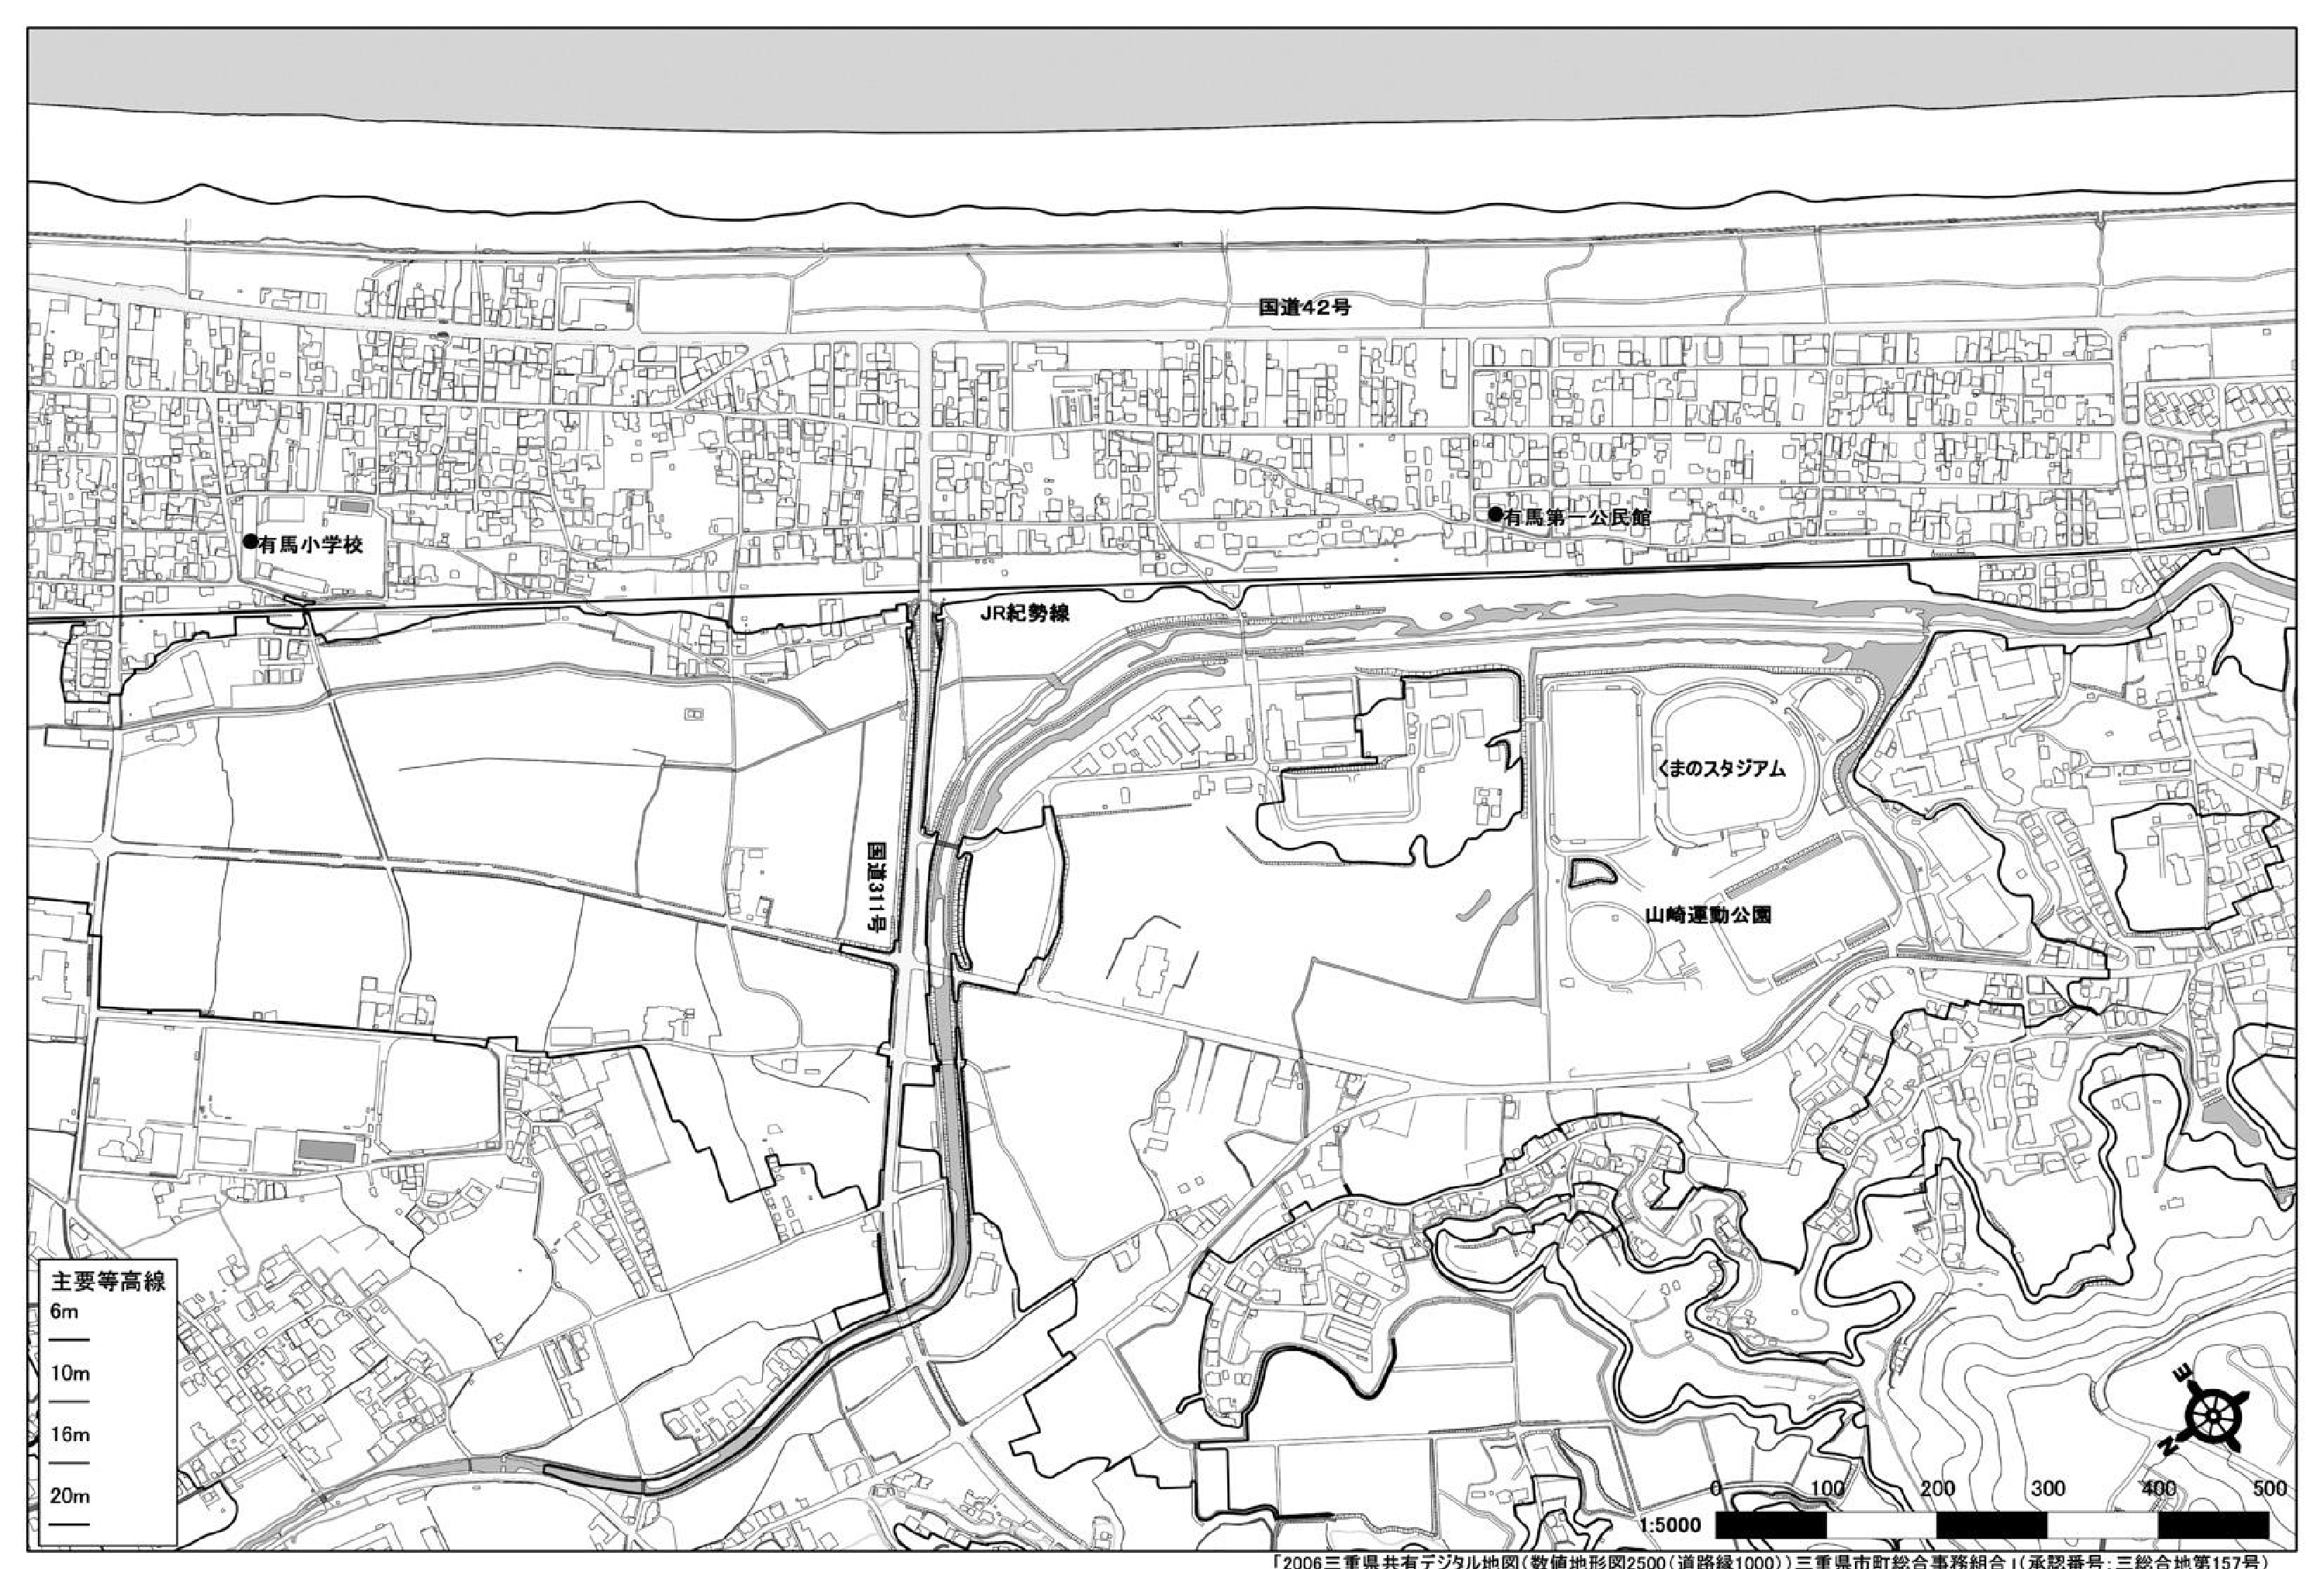 国道42号
有馬第一公民館
有馬小学校
JR紀勢線
くまのスタジアム
国道311号
山崎運動公園
主要等高線
6m
10m
16m
20m
E
N
0 100 200 300 400 500
1:5000
「2006三重県共有デジタル地図(数値地形図2500(道路縁1000))三重県市町総合事務組合」(承認番号:三総合地第157号)